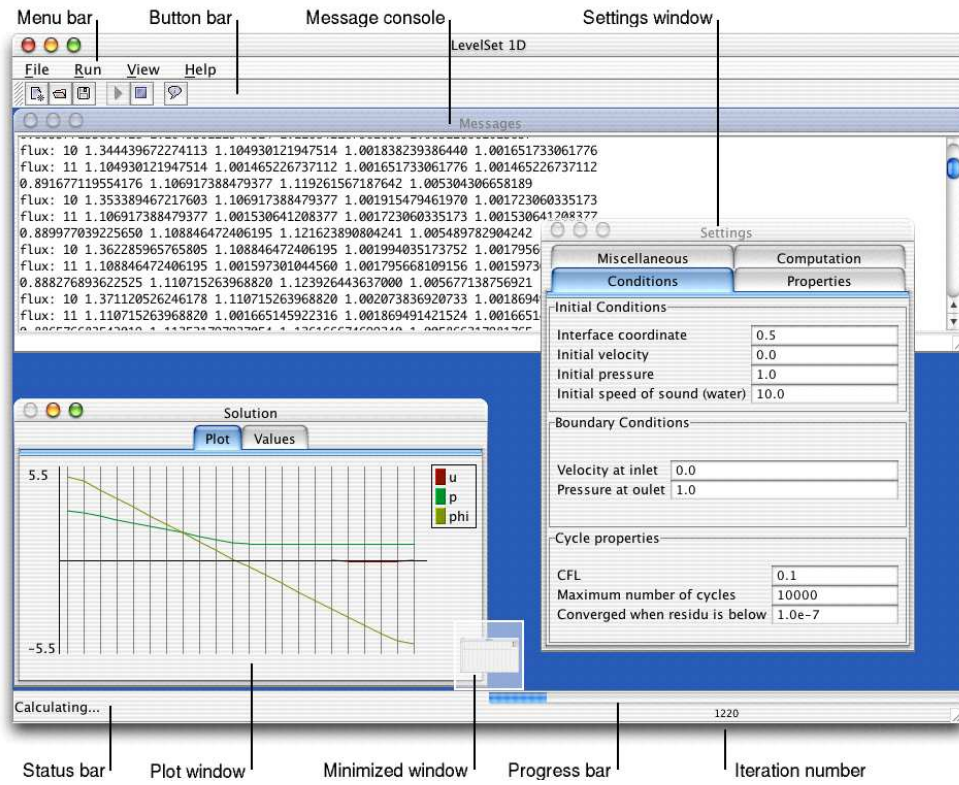 Menu bar Button bar Message console Settings window
LevelSet 1D
File Run View Help
Messages
flux: 10 1.344439672274113 1.104930121947514 1.001838239386440 1.001651733061776
flux: 11 1.104930121947514 1.001465226737112 1.001651733061776 1.001465226737112
0.891677119554176 1.106917388479377 1.119261567187642 1.005304306658189
flux: 10 1.353389467217603 1.106917388479377 1.001915479461970 1.001723060335173
flux: 11 1.106917388479377 1.001530641208377 1.001723060335173 1.001530641208377
0.889977039225650 1.108846472406195 1.121623890804241 1.005489782904242
flux: 10 1.362285965765805 1.108846472406195 1.001994035173752 1.0017956
flux: 11 1.108846472406195 1.001597301044560 1.001795668109156 1.0015973
0.888276893622525 1.110715263968820 1.123926443637000 1.005677138756921
flux: 10 1.371120526246178 1.110715263968820 1.002073836920733 1.0018694
flux: 11 1.110715263968820 1.001665145922316 1.001869491421524 1.0016651
Settings
Miscellaneous Computation
Conditions Properties
Initial Conditions
Interface coordinate 0.5
Initial velocity 0.0
Initial pressure 1.0
Initial speed of sound (water) 10.0
Boundary Conditions
Velocity at inlet 0.0
Pressure at oulet 1.0
Cycle properties
CFL 0.1
Maximum number of cycles 10000
Converged when residu is below 1.0e-7
Solution
Plot Values
5.5
u
p
phi
-5.5
Calculating...
1220
Status bar Plot window Minimized window Progress bar Iteration number